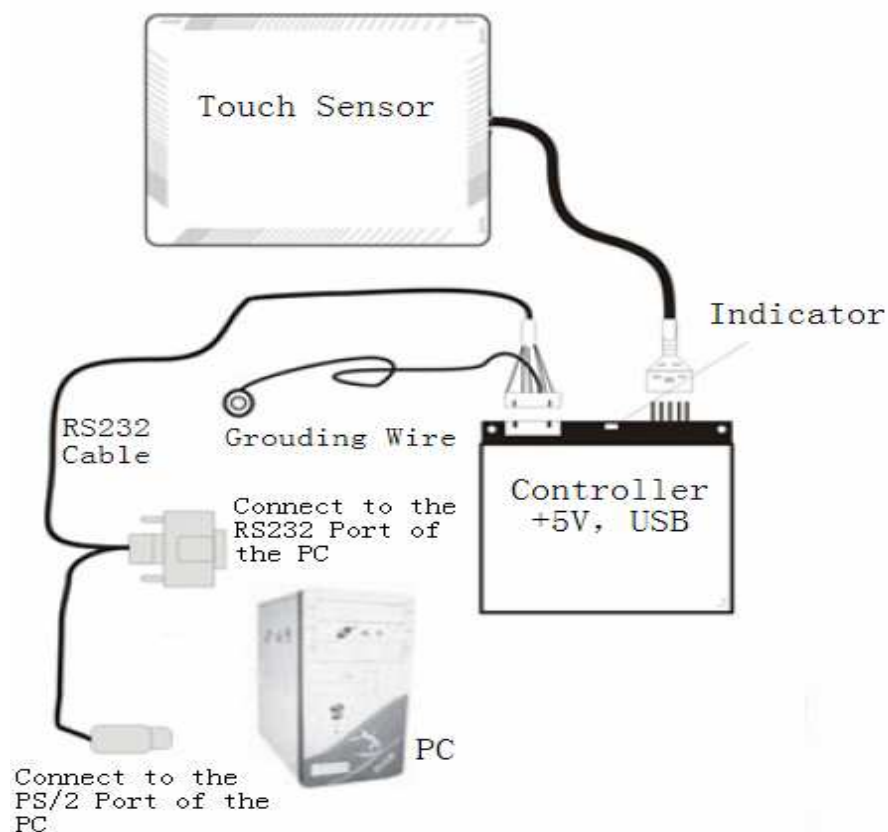 Touch Sensor
Indicator
RS232
Cable
Grouding Wire
Controller
+5V, USB
Connect to the
RS232 Port of
the PC
PC
Connect to the
PS/2 Port of the
PC